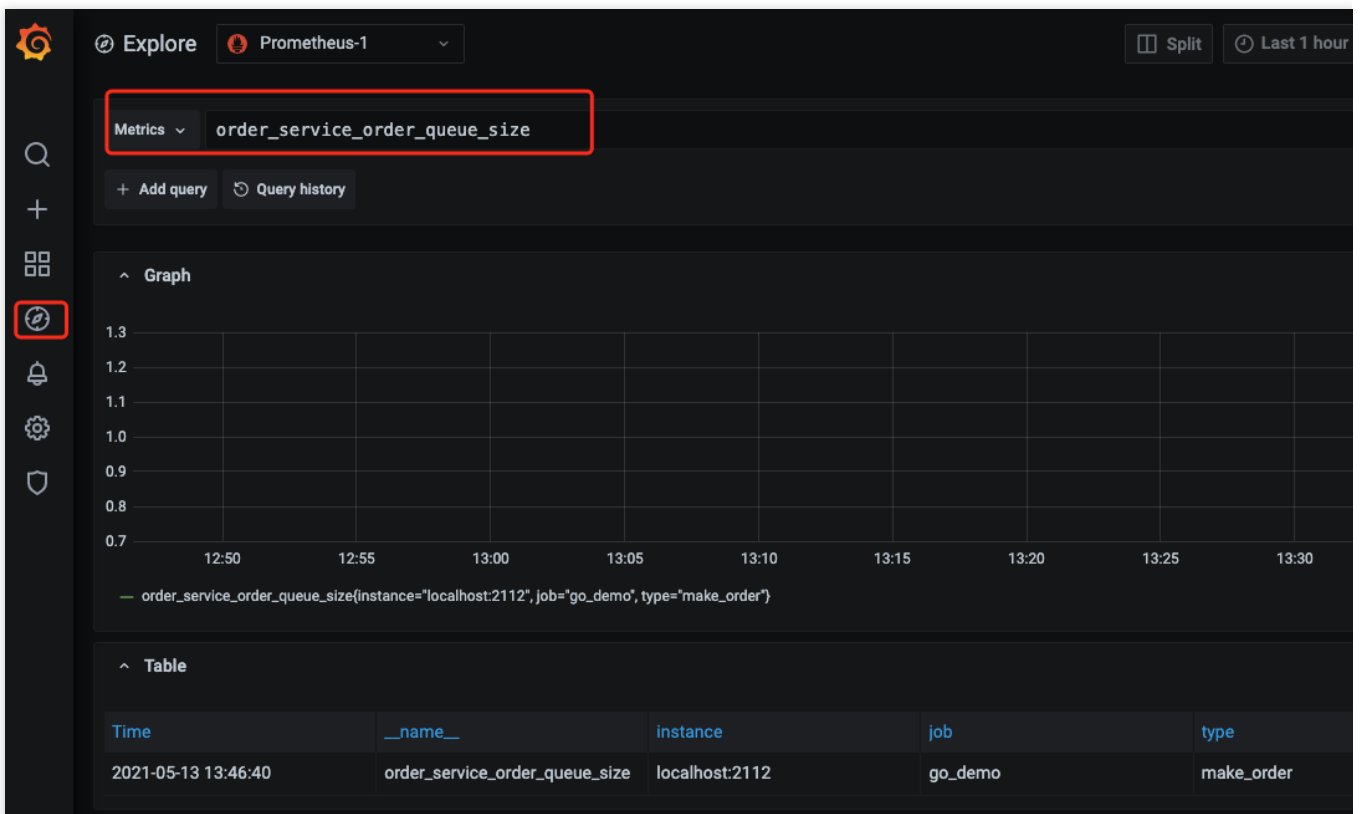 Explore Prometheus-1 Split Last 1 hour
Metrics order_service_order_queue_size
+ Add query Query history
Graph
1.3
1.2
1.1
1.0
0.9
0.8
0.7
12:50 12:55 13:00 13:05 13:10 13:15 13:20 13:25 13:30
order_service_order_queue_size{instance="localhost:2112", job="go_demo", type="make_order"}
Table
Time __name__ instance job type
2021-05-13 13:46:40 order_service_order_queue_size localhost:2112 go_demo make_order